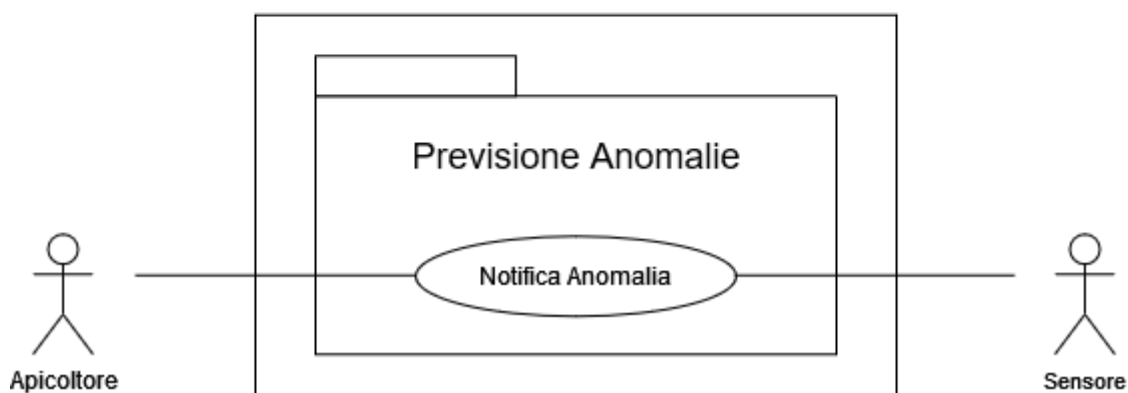 Previsione Anomalie
Notifica Anomalia
Apicoltore
Sensore